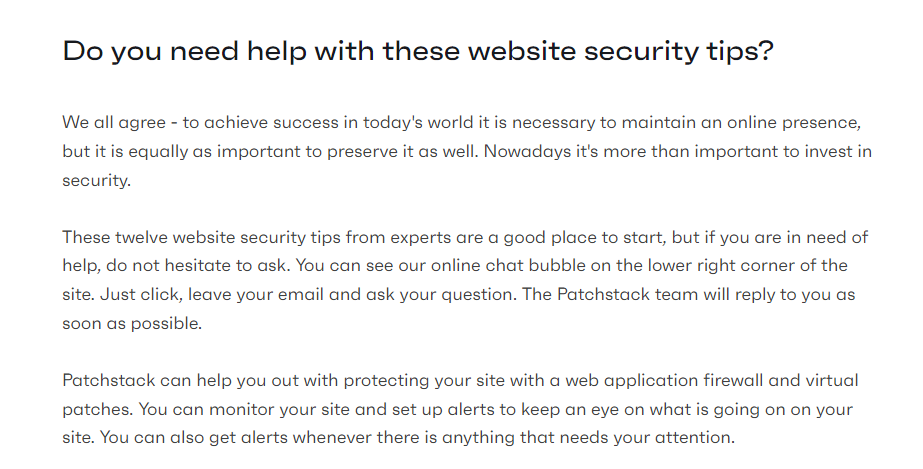 Do you need help with these website security tips?
We all agree - to achieve success in today's world it is necessary to maintain an online presence,
but it is equally as important to preserve it as well. Nowadays it's more than important to invest in
security.
These twelve website security tips from experts are a good place to start, but if you are in need of
help, do not hesitate to ask. You can see our online chat bubble on the lower right corner of the
site. Just click, leave your email and ask your question. The Patchstack team will reply to you as
soon as possible.
Patchstack can help you out with protecting your site with a web application firewall and virtual
patches. You can monitor your site and set up alerts to keep an eye on what is going on on your
site. You can also get alerts whenever there is anything that needs your attention.